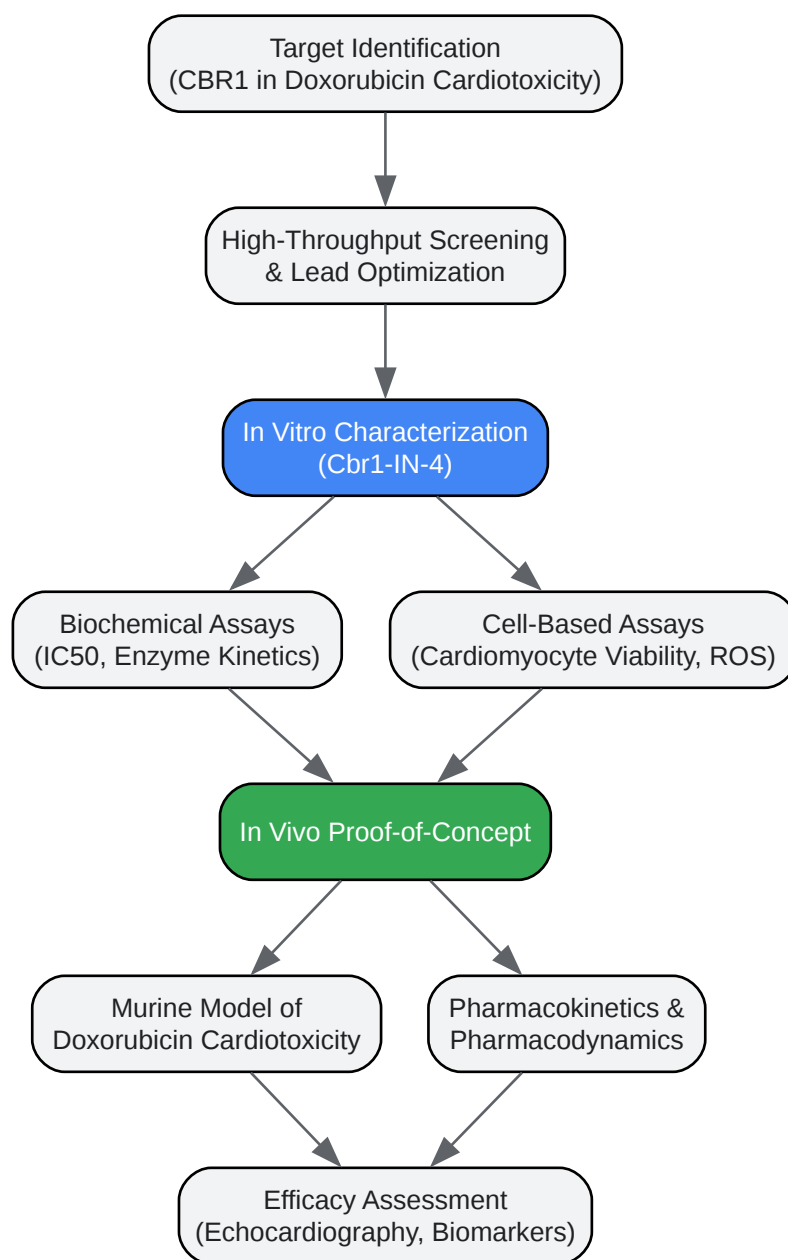 Target Identification
(CBR1 in Doxorubicin Cardiotoxicity)
High-Throughput Screening
& Lead Optimization
In Vitro Characterization
(Cbr1-IN-4)
Biochemical Assays
(IC50, Enzyme Kinetics)
Cell-Based Assays
(Cardiomyocyte Viability, ROS)
In Vivo Proof-of-Concept
Murine Model of
Doxorubicin Cardiotoxicity
Pharmacokinetics &
Pharmacodynamics
Efficacy Assessment
(Echocardiography, Biomarkers)